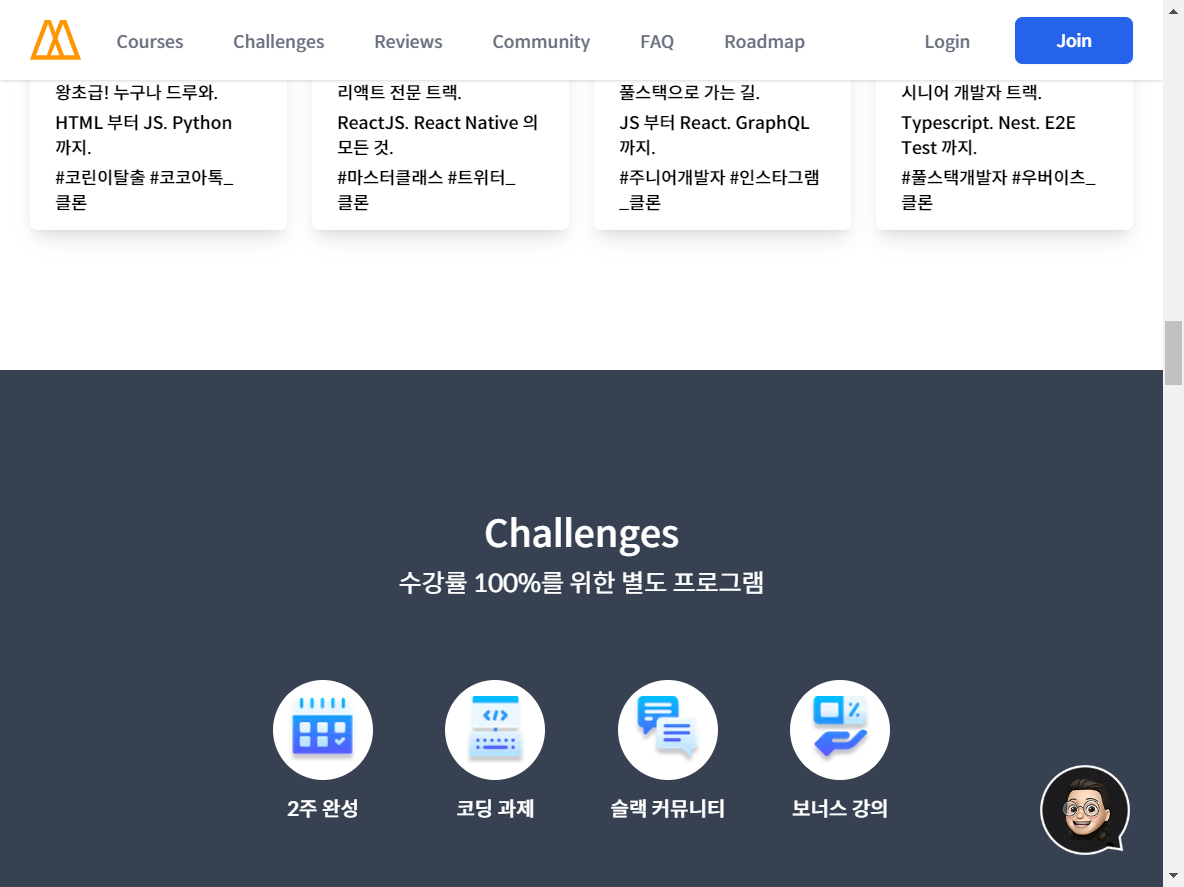 Courses Challenges Reviews Community FAQ Roadmap Login Join
왕초급! 누구나 드루와.
HTML 부터 JS. Python
까지.
#코린이탈출 #코코아톡_
클론
리액트 전문 트랙.
ReactJS. React Native 의
모든 것.
#마스터클래스 #트위터_
클론
풀스택으로 가는 길.
JS 부터 React. GraphQL
까지.
#주니어개발자 #인스타그램
_클론
시니어 개발자 트랙.
Typescript. Nest. E2E
Test 까지.
#풀스택개발자 #우버이츠_
클론
Challenges
수강률 100%를 위한 별도 프로그램
2주 완성
코딩 과제
슬랙 커뮤니티
보너스 강의